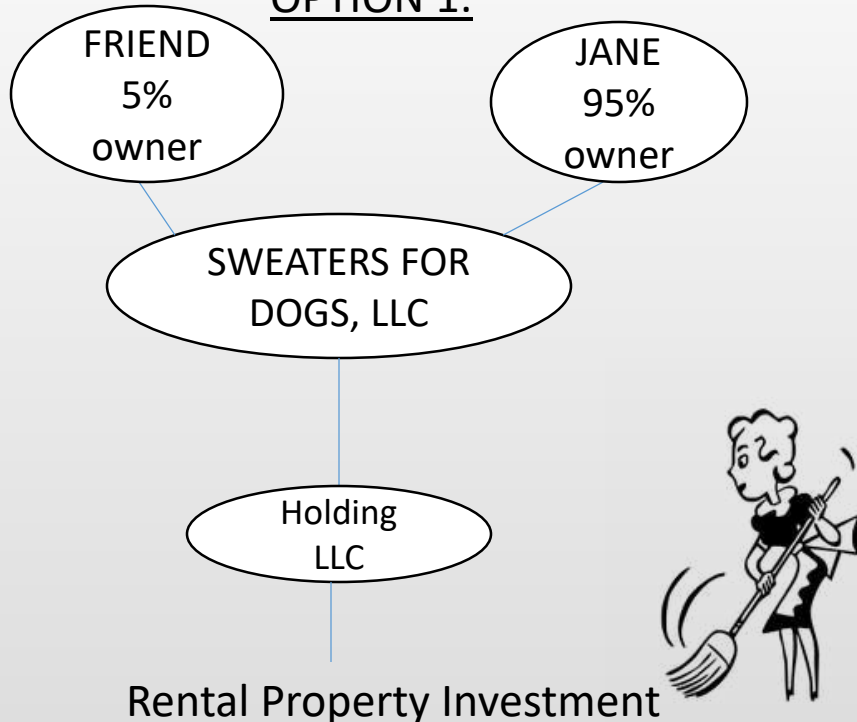 OPTION 1:
FRIEND
5%
owner
JANE
95%
owner
SWEATERS FOR
DOGS, LLC
Holding
LLC
Rental Property Investment